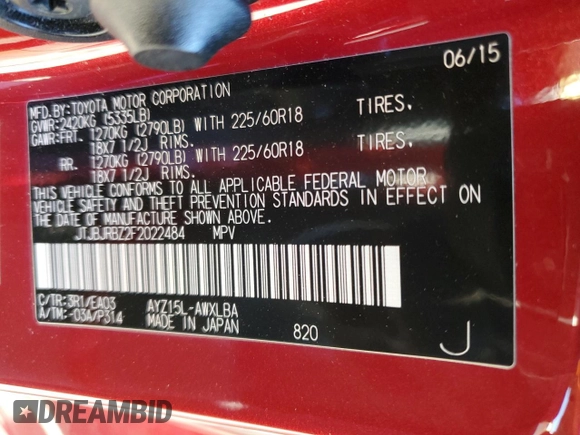 06/15
MFD.BY:TOYOTA MOTOR CORPORATION
GVWR:2420KG (5335LB)
GAWR:FRT. 1270KG (2790LB) WITH 225/60R18 TIRES.
18X7 1/2J RIMS.
RR. 1270KG (2790LB) WITH 225/60R18 TIRES.
18X7 1/2J RIMS.
THIS VEHICLE CONFORMS TO ALL APPLICABLE FEDERAL MOTOR
VEHICLE SAFETY AND THEFT PREVENTION STANDARDS IN EFFECT ON
THE DATE OF MANUFACTURE SHOWN ABOVE.
JTJBJRBZ2F2022484 MPV
C/TR:3R1/EA03 AYZ15L-AWXLBA
A/TM:-03A/P314 MADE IN JAPAN 820 J
DREAMBID